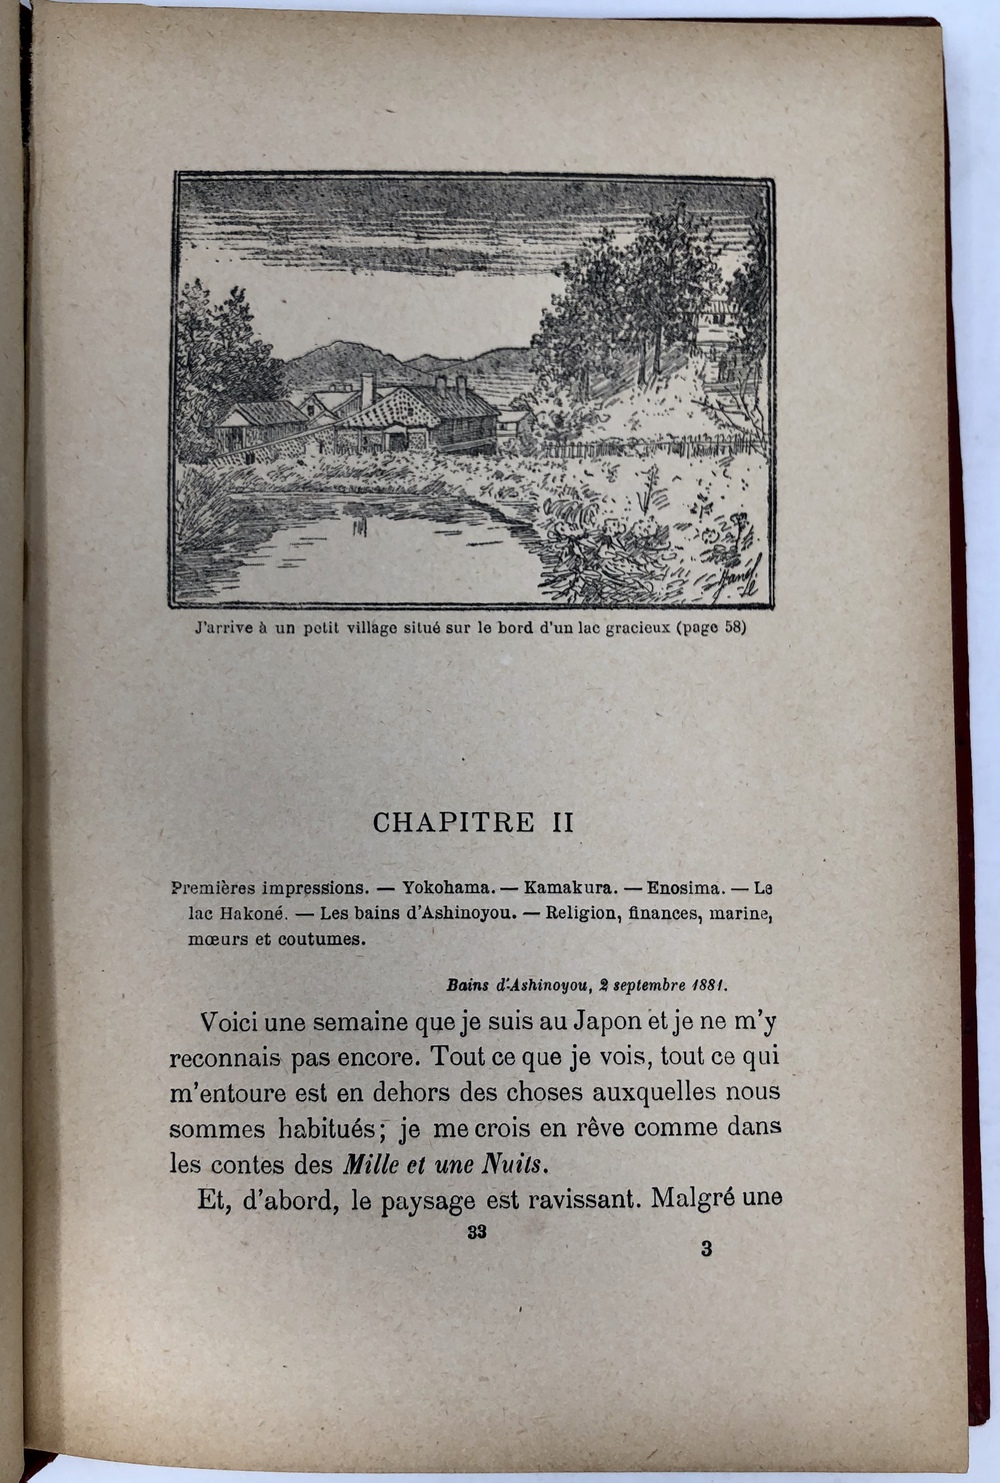 J'arrive à un petit village situé sur le bord d'un lac gracieux (page 58)
CHAPITRE II
Premières impressions. — Yokohama. — Kamakura. — Enosima. — Le
lac Hakoné. — Les bains d'Ashinoyou. — Religion, finances, marine,
mœurs et coutumes.
Bains d'Ashinoyou, 2 septembre 1881.
Voici une semaine que je suis au Japon et je ne m'y
reconnais pas encore. Tout ce que je vois, tout ce qui
m'entoure est en dehors des choses auxquelles nous
sommes habitués; je me crois en rêve comme dans
les contes des Mille et une Nuits.
Et, d'abord, le paysage est ravissant. Malgré une
33
3